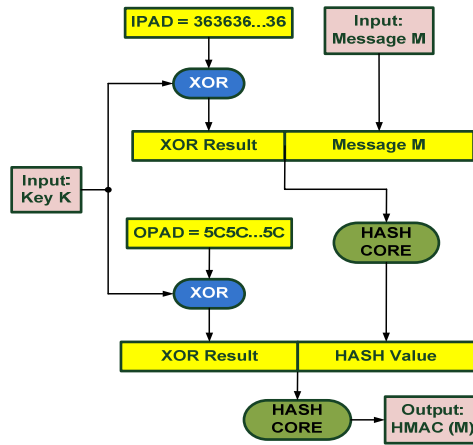 IPAD = 363636...36
Input:
Message M
XOR
XOR Result
Message M
Input:
Key K
OPAD = 5C5C...5C
HASH
CORE
XOR
XOR Result
HASH Value
HASH
CORE
Output:
HMAC (M)